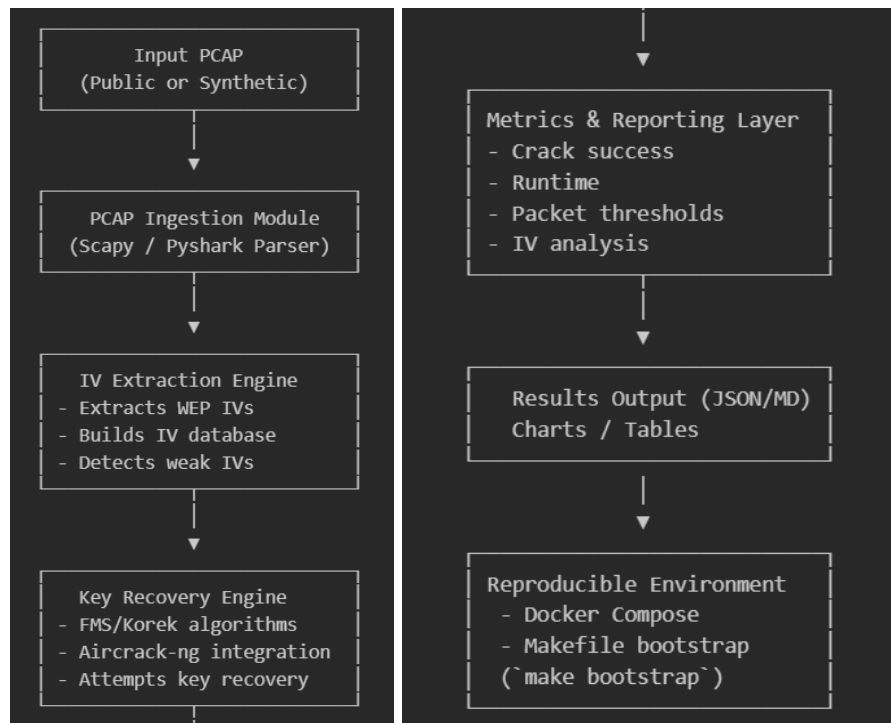 Input PCAP
(Public or Synthetic)
PCAP Ingestion Module
(Scapy / Pyshark Parser)
IV Extraction Engine
- Extracts WEP IVs
- Builds IV database
- Detects weak IVs
Key Recovery Engine
- FMS/Korek algorithms
- Aircrack-ng integration
- Attempts key recovery
Metrics & Reporting Layer
- Crack success
- Runtime
- Packet thresholds
- IV analysis
Results Output (JSON/MD)
Charts / Tables
Reproducible Environment
- Docker Compose
- Makefile bootstrap
(`make bootstrap`)